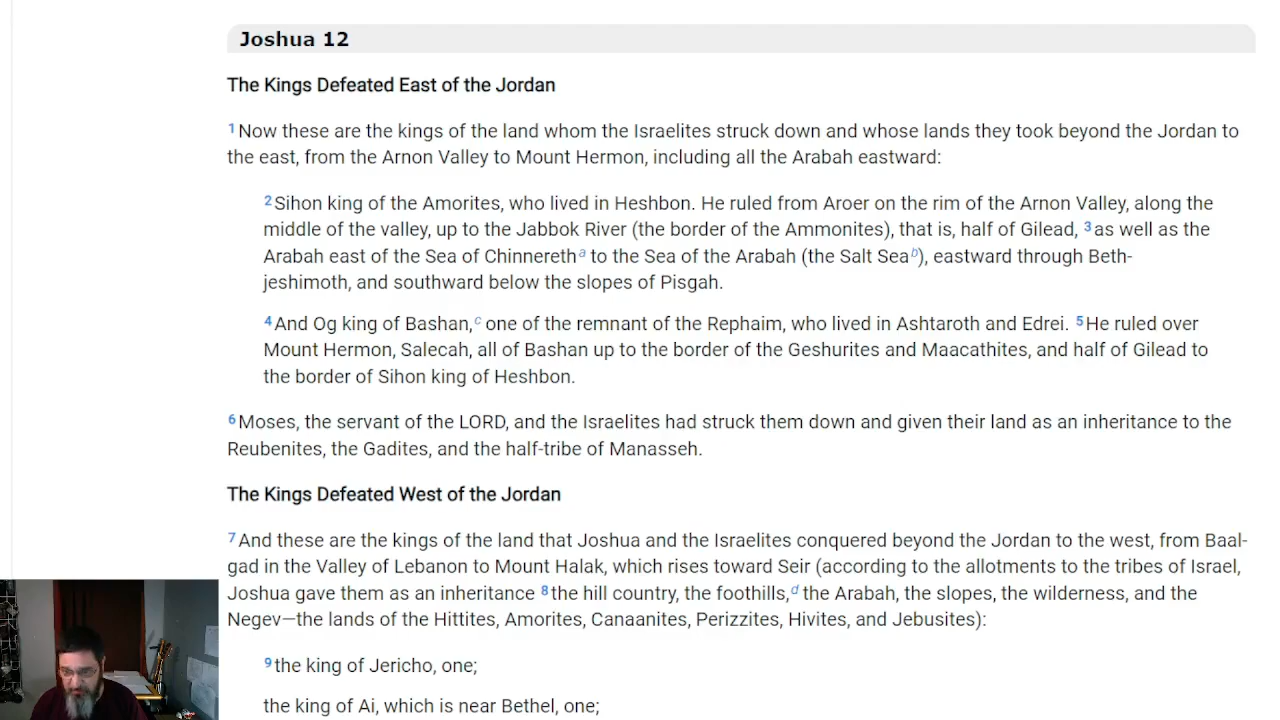 Joshua 12
The Kings Defeated East of the Jordan
1 Now these are the kings of the land whom the Israelites struck down and whose lands they took beyond the Jordan to
the east, from the Arnon Valley to Mount Hermon, including all the Arabah eastward:
2 Sihon king of the Amorites, who lived in Heshbon. He ruled from Aroer on the rim of the Arnon Valley, along the
middle of the valley, up to the Jabbok River (the border of the Ammonites), that is, half of Gilead, 3 as well as the
Arabah east of the Sea of Chinnereth a to the Sea of the Arabah (the Salt Sea b), eastward through Beth-
jeshimoth, and southward below the slopes of Pisgah.
4 And Og king of Bashan, c one of the remnant of the Rephaim, who lived in Ashtaroth and Edrei. 5 He ruled over
Mount Hermon, Salecah, all of Bashan up to the border of the Geshurites and Maacathites, and half of Gilead to
the border of Sihon king of Heshbon.
6 Moses, the servant of the LORD, and the Israelites had struck them down and given their land as an inheritance to the
Reubenites, the Gadites, and the half-tribe of Manasseh.
The Kings Defeated West of the Jordan
7 And these are the kings of the land that Joshua and the Israelites conquered beyond the Jordan to the west, from Baal-
gad in the Valley of Lebanon to Mount Halak, which rises toward Seir (according to the allotments to the tribes of Israel,
Joshua gave them as an inheritance 8 the hill country, the foothills, d the Arabah, the slopes, the wilderness, and the
Negev—the lands of the Hittites, Amorites, Canaanites, Perizzites, Hivites, and Jebusites):
9 the king of Jericho, one;
the king of Ai, which is near Bethel, one;